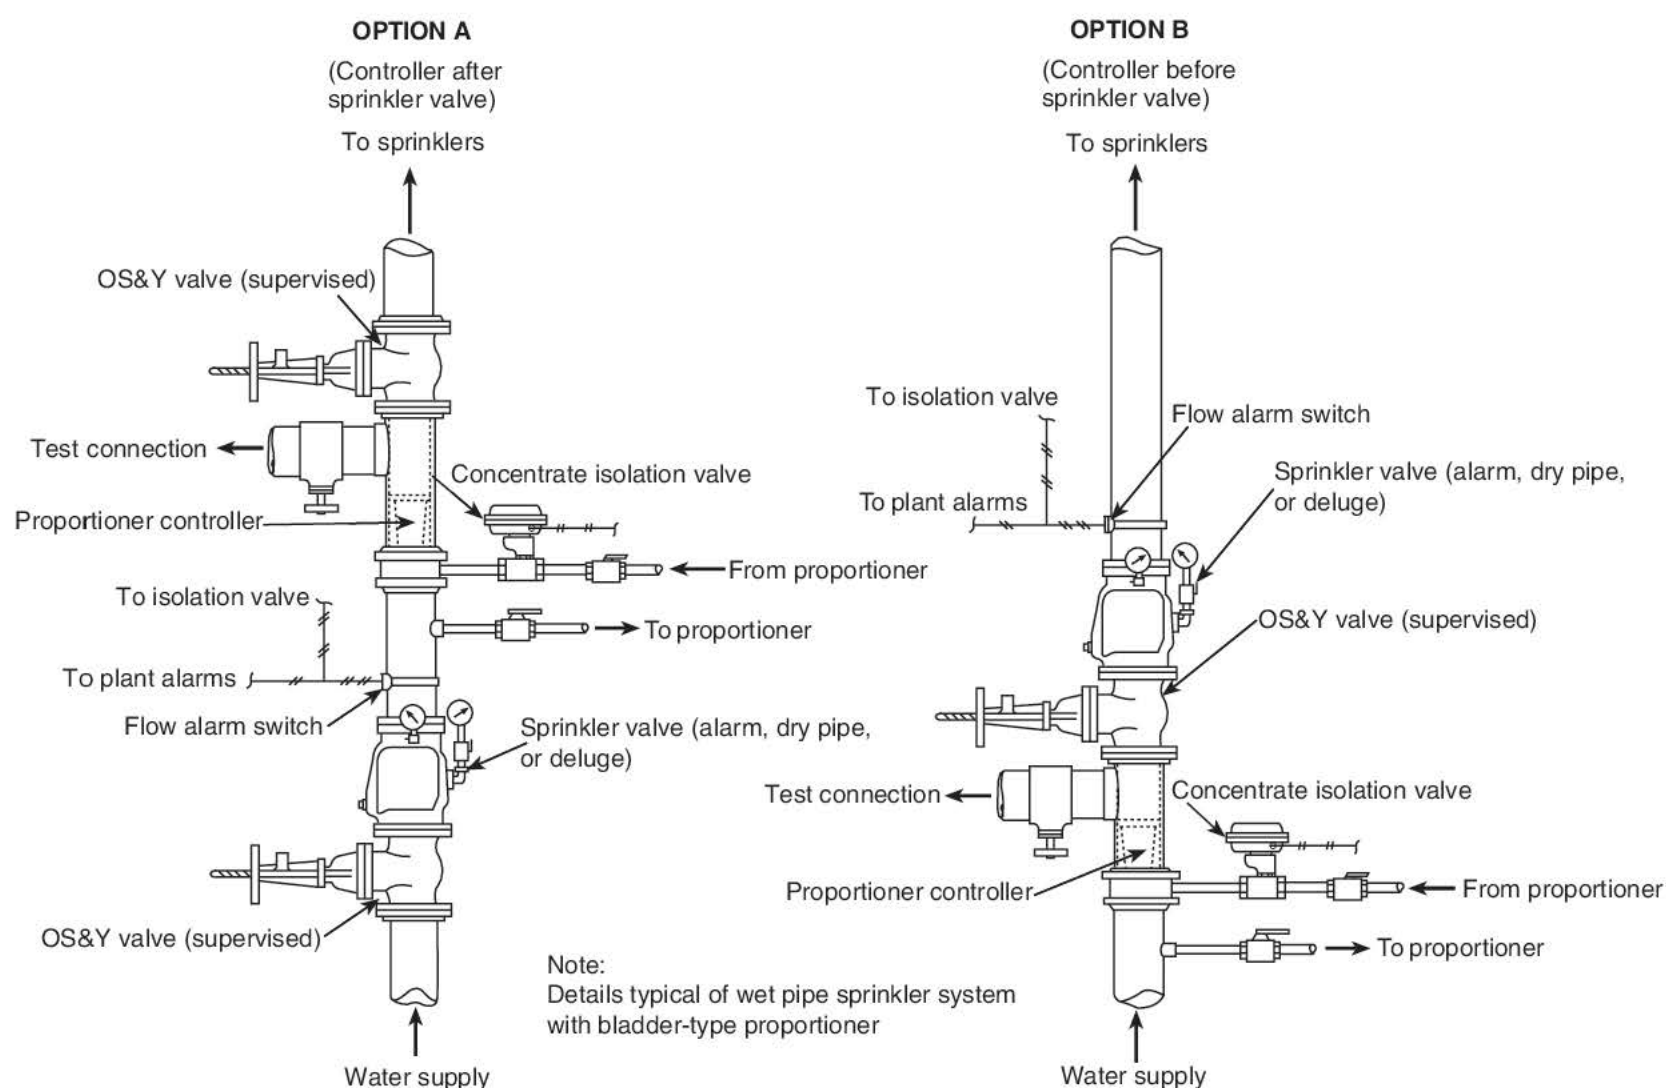 OPTION A
(Controller after
sprinkler valve)
To sprinklers
OS&Y valve (supervised)
Test connection
Concentrate isolation valve
Proportioner controller
From proportioner
To isolation valve
To proportioner
To plant alarms
Flow alarm switch
Sprinkler valve (alarm, dry pipe,
or deluge)
OS&Y valve (supervised)
Water supply
Note:
Details typical of wet pipe sprinkler system
with bladder-type proportioner
OPTION B
(Controller before
sprinkler valve)
To sprinklers
To isolation valve
Flow alarm switch
Sprinkler valve (alarm, dry pipe,
or deluge)
To plant alarms
OS&Y valve (supervised)
Test connection
Concentrate isolation valve
Proportioner controller
From proportioner
To proportioner
Water supply